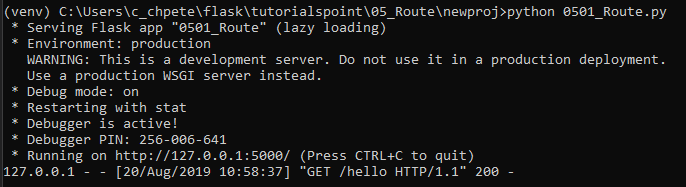 (venv) C:\Users\c_chpete\flask\tutorialspoint\05_Route\newproj>python 0501_Route.py
* Serving Flask app "0501_Route" (lazy loading)
* Environment: production
WARNING: This is a development server. Do not use it in a production deployment.
Use a production WSGI server instead.
* Debug mode: on
* Restarting with stat
* Debugger is active!
* Debugger PIN: 256-006-641
* Running on http://127.0.0.1:5000/ (Press CTRL+C to quit)
127.0.0.1 - - [20/Aug/2019 10:58:37] "GET /hello HTTP/1.1" 200 -